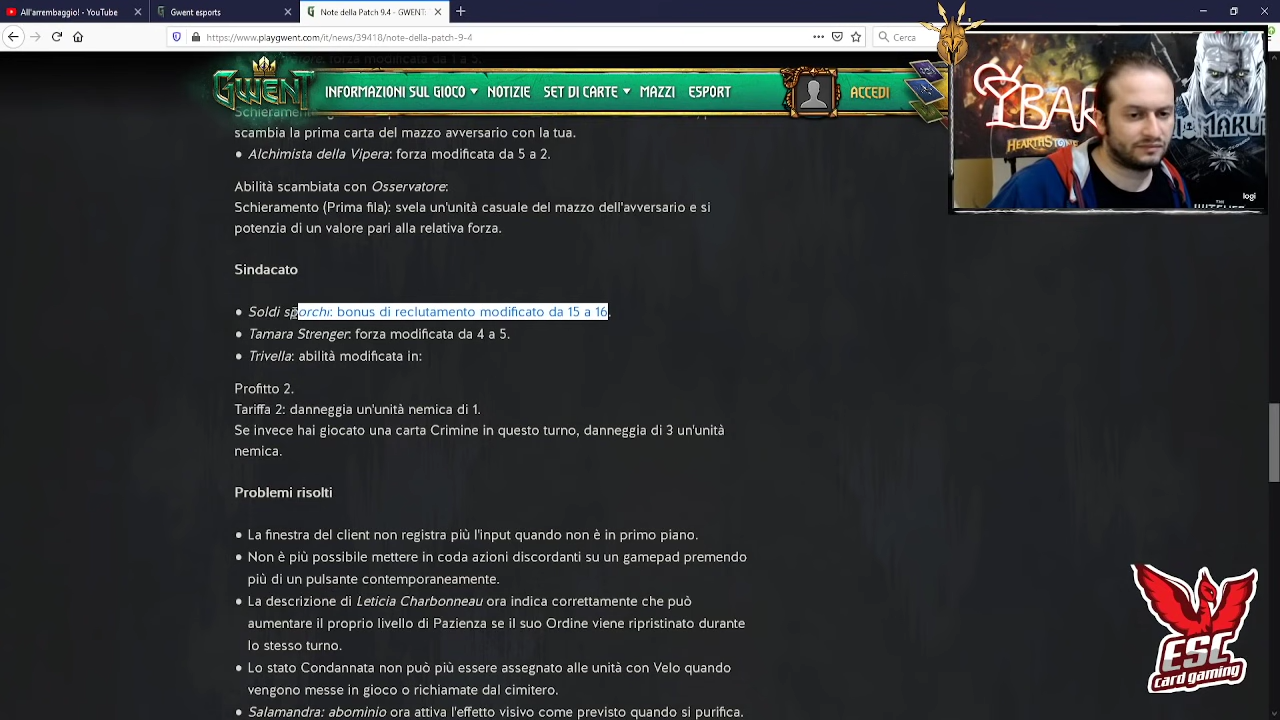 All'arrembaggio! - YouTube
Gwent esports
Note della Patch 9.4 - GWENT:
https://www.playgwent.com/it/news/39418/note-della-patch-9-4
Cerca
GWENT
INFORMAZIONI SUL GIOCO
NOTIZIE
SET DI CARTE
MAZZI
ESPORT
ACCEDI
forza modificata da 1 a 5.
Schieramento
scambia la prima carta del mazzo avversario con la tua.
Alchimista della Vipera: forza modificata da 5 a 2.
Abilità scambiata con Osservatore:
Schieramento (Prima fila): svela un'unità casuale del mazzo dell'avversario e si
potenzia di un valore pari alla relativa forza.
Sindacato
Soldi sporchi: bonus di reclutamento modificato da 15 a 16.
Tamara Strenger: forza modificata da 4 a 5.
Trivella: abilità modificata in:
Profitto 2.
Tariffa 2: danneggia un'unità nemica di 1.
Se invece hai giocato una carta Crimine in questo turno, danneggia di 3 un'unità
nemica.
Problemi risolti
La finestra del client non registra più l'input quando non è in primo piano.
Non è più possibile mettere in coda azioni discordanti su un gamepad premendo
più di un pulsante contemporaneamente.
La descrizione di Leticia Charbonneau ora indica correttamente che può
aumentare il proprio livello di Pazienza se il suo Ordine viene ripristinato durante
lo stesso turno.
Lo stato Condannata non può più essere assegnato alle unità con Velo quando
vengono messe in gioco o richiamate dal cimitero.
Salamandra: abominio ora attiva l'effetto visivo come previsto quando si purifica.
BAR
HEARTHSTONE
logi
THE
WITCHER
ESC
card gaming